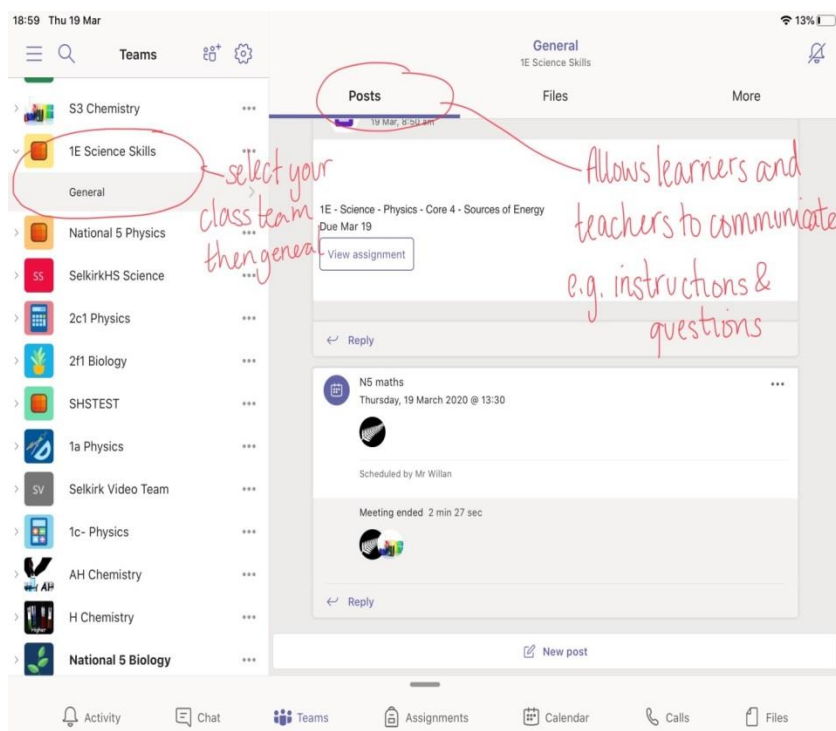 18:59 Thu 19 Mar
13%
Teams
General
1E Science Skills
Posts
Files
More
S3 Chemistry
1E Science Skills
General
National 5 Physics
SS
SelkirkHS Science
2c1 Physics
2f1 Biology
SHSTEST
1a Physics
SV
Selkirk Video Team
1c- Physics
AH
AH Chemistry
Higher
H Chemistry
National 5 Biology
select your
class team
then geneal
19 Mar, 8:50 am
1E - Science - Physics - Core 4 - Sources of Energy
Due Mar 19
View assignment
Reply
Allows learners and
teachers to communicate
e.g. instructions &
questions
N5 maths
Thursday, 19 March 2020 @ 13:30
Scheduled by Mr Willan
Meeting ended 2 min 27 sec
Reply
New post
Activity
Chat
Teams
Assignments
Calendar
Calls
Files